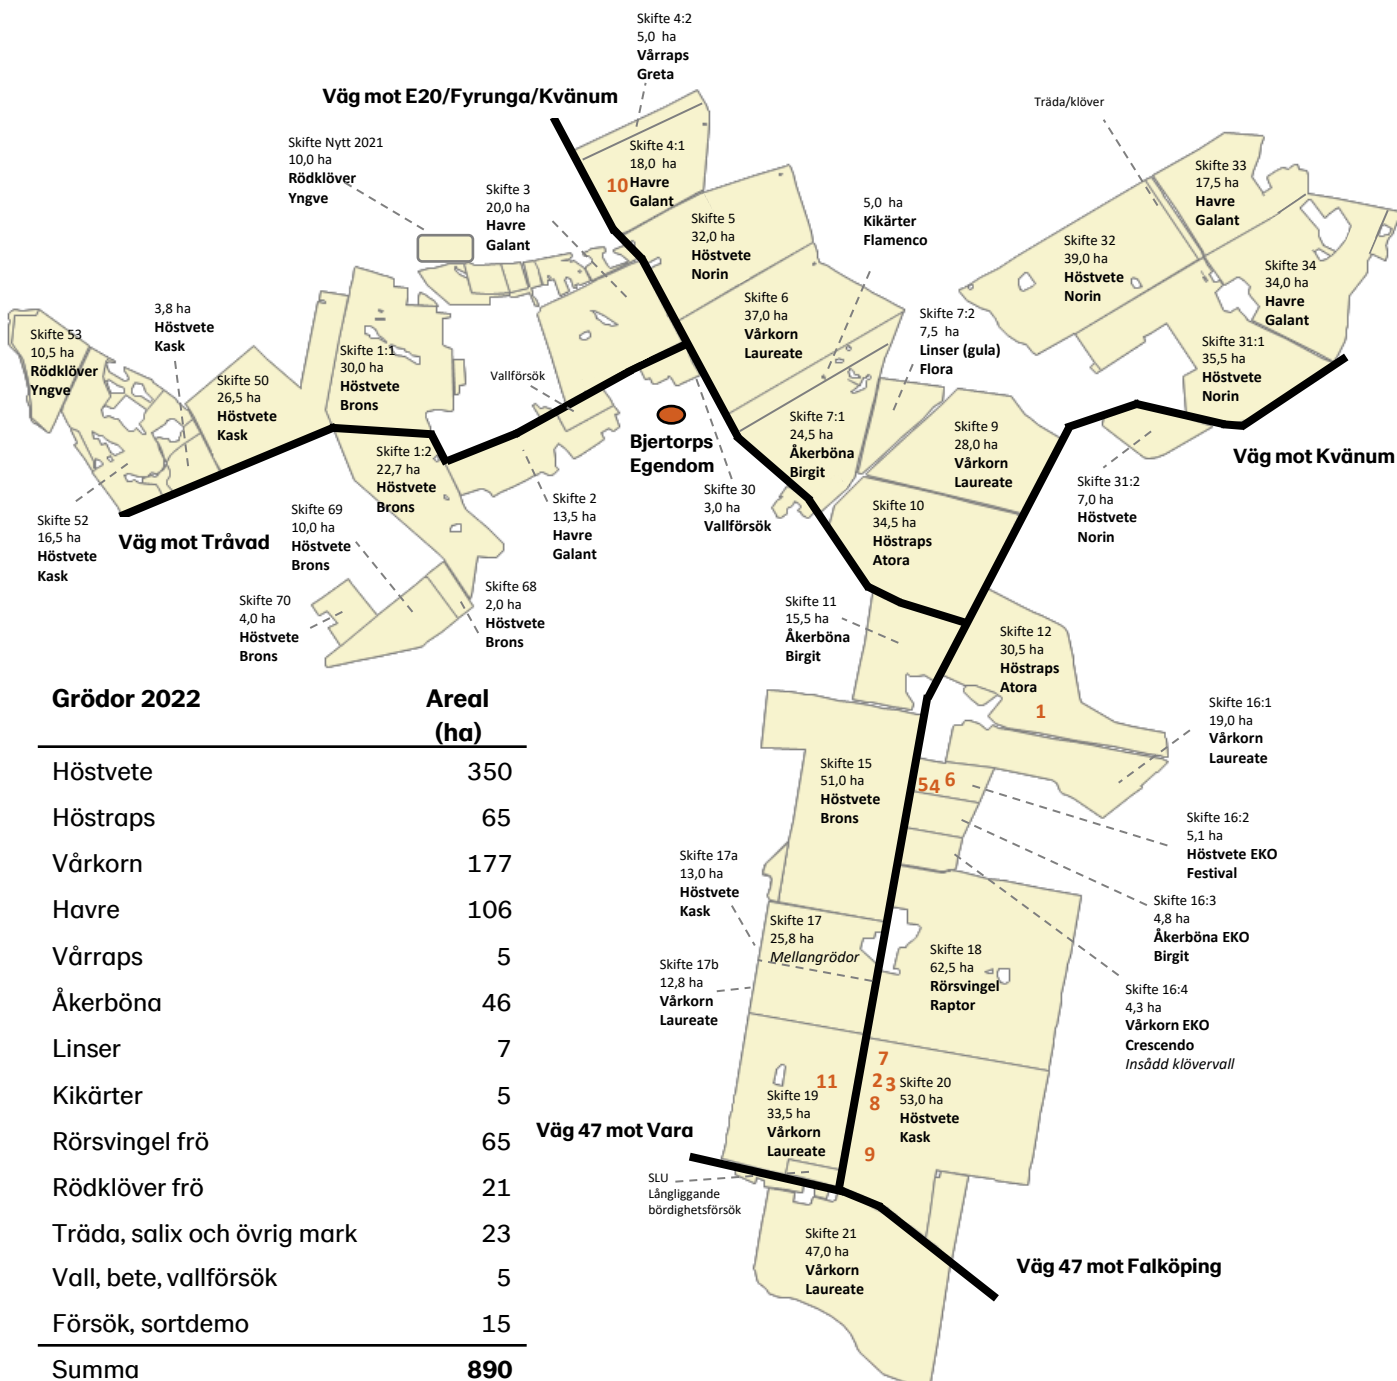 Skifte 4:2
5,0 ha
Vårraps
Greta
Väg mot E20/Fyrunga/Kvänum
Träda/klöver
Skifte Nytt 2021
10,0 ha
Rödklöver
Yngve
Skifte 4:1
18,0 ha
Havre
Galant
10
Skifte 3
20,0 ha
Havre
Galant
Skifte 33
17,5 ha
Havre
Galant
5,0 ha
Kikärter
Flamenco
Skifte 5
32,0 ha
Höstvete
Norin
Skifte 32
39,0 ha
Höstvete
Norin
Skifte 34
34,0 ha
Havre
Galant
Skifte 6
37,0 ha
Vårkorn
Laureate
3,8 ha
Höstvete
Kask
Skifte 7:2
7,5 ha
Linser (gula)
Flora
Skifte 53
10,5 ha
Rödklöver
Yngve
Skifte 1:1
30,0 ha
Höstvete
Brons
Skifte 31:1
35,5 ha
Höstvete
Norin
Skifte 50
26,5 ha
Höstvete
Kask
Vallförsök
Bjertorps
Egendom
Skifte 7:1
24,5 ha
Åkerböna
Birgit
Skifte 9
28,0 ha
Vårkorn
Laureate
Väg mot Kvänum
Skifte 1:2
22,7 ha
Höstvete
Brons
Skifte 31:2
7,0 ha
Höstvete
Norin
Skifte 30
3,0 ha
Vallförsök
Skifte 2
13,5 ha
Havre
Galant
Skifte 10
34,5 ha
Höstraps
Atora
Skifte 69
10,0 ha
Höstvete
Brons
Skifte 52
16,5 ha
Höstvete
Kask
Väg mot Tråvad
Skifte 68
2,0 ha
Höstvete
Brons
Skifte 70
4,0 ha
Höstvete
Brons
Skifte 11
15,5 ha
Åkerböna
Birgit
Skifte 12
30,5 ha
Höstraps
Atora
1
Skifte 16:1
19,0 ha
Vårkorn
Laureate
Skifte 15
51,0 ha
Höstvete
Brons
5
4
6
Skifte 16:2
5,1 ha
Höstvete EKO
Festival
Skifte 17a
13,0 ha
Höstvete
Kask
Skifte 16:3
4,8 ha
Åkerböna EKO
Birgit
Skifte 17
25,8 ha
Mellangrödor
Skifte 18
62,5 ha
Rörsvingel
Raptor
Skifte 17b
12,8 ha
Vårkorn
Laureate
Skifte 16:4
4,3 ha
Vårkorn EKO
Crescendo
Insådd klövervall
7
2
3
8
9
11
Skifte 20
53,0 ha
Höstvete
Kask
Skifte 19
33,5 ha
Vårkorn
Laureate
Väg 47 mot Vara
SLU
Långliggande
bördighetsförsök
Skifte 21
47,0 ha
Vårkorn
Laureate
Väg 47 mot Falköping
Grödor 2022 Areal
(ha)
Höstvete 350
Höstraps 65
Vårkorn 177
Havre 106
Vårraps 5
Åkerböna 46
Linser 7
Kikärter 5
Rörsvingel frö 65
Rödklöver frö 21
Träda, salix och övrig mark 23
Vall, bete, vallförsök 5
Försök, sortdemo 15
Summa 890